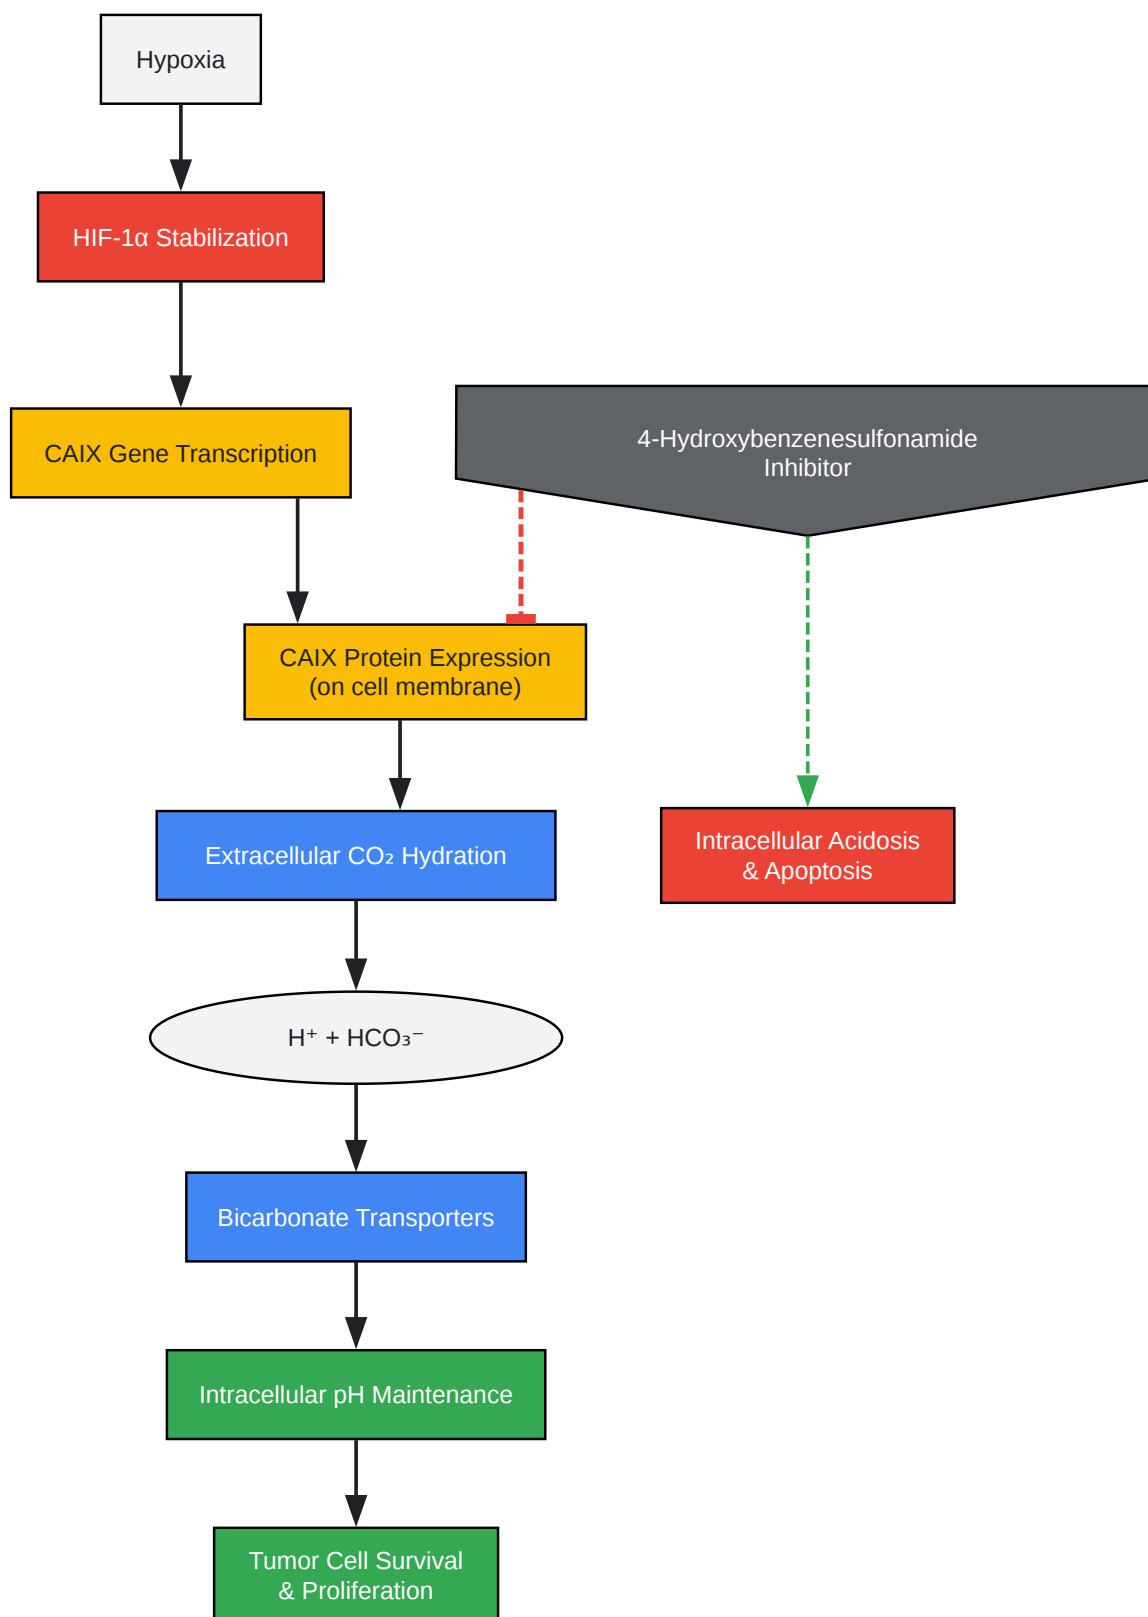 Hypoxia
HIF-1α Stabilization
CAIX Gene Transcription
4-Hydroxybenzenesulfonamide
Inhibitor
CAIX Protein Expression
(on cell membrane)
Extracellular CO₂ Hydration
Intracellular Acidosis
& Apoptosis
H⁺ + HCO₃⁻
Bicarbonate Transporters
Intracellular pH Maintenance
Tumor Cell Survival
& Proliferation